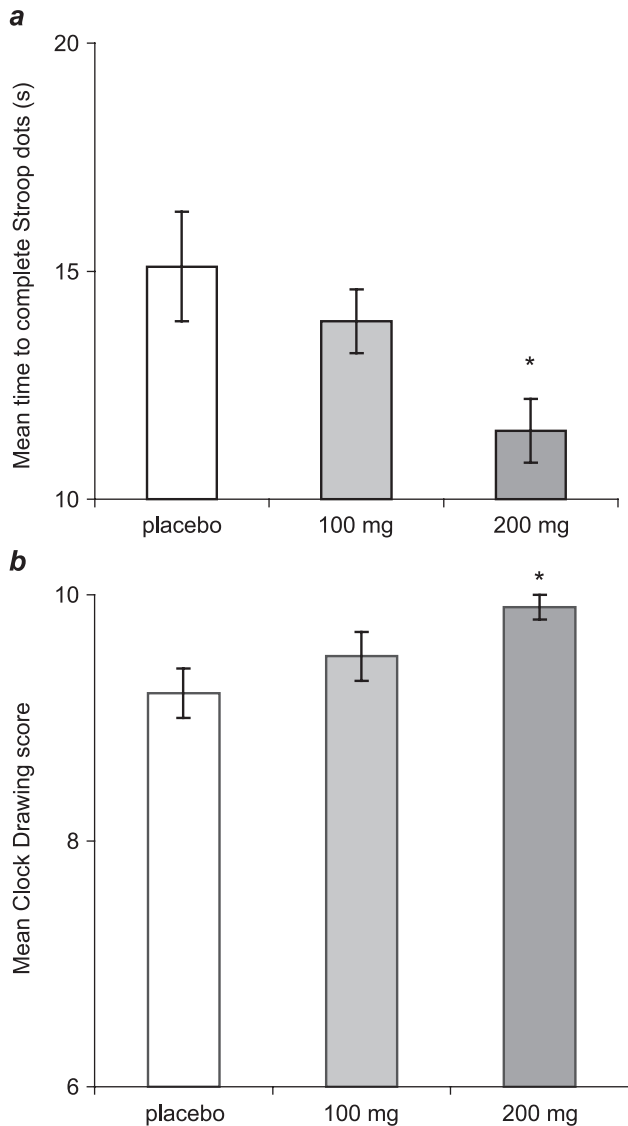 a
20
15
10
Mean time to complete Stroop dots (s)
*
placebo 100 mg 200 mg
b
10
8
6
Mean Clock Drawing score
*
placebo 100 mg 200 mg